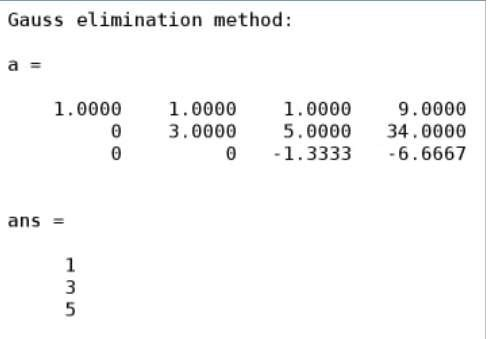 Gauss elimination method:
a =
1.0000 1.0000 1.0000 9.0000
0 3.0000 5.0000 34.0000
0 0 -1.3333 -6.6667
ans =
1
3
5